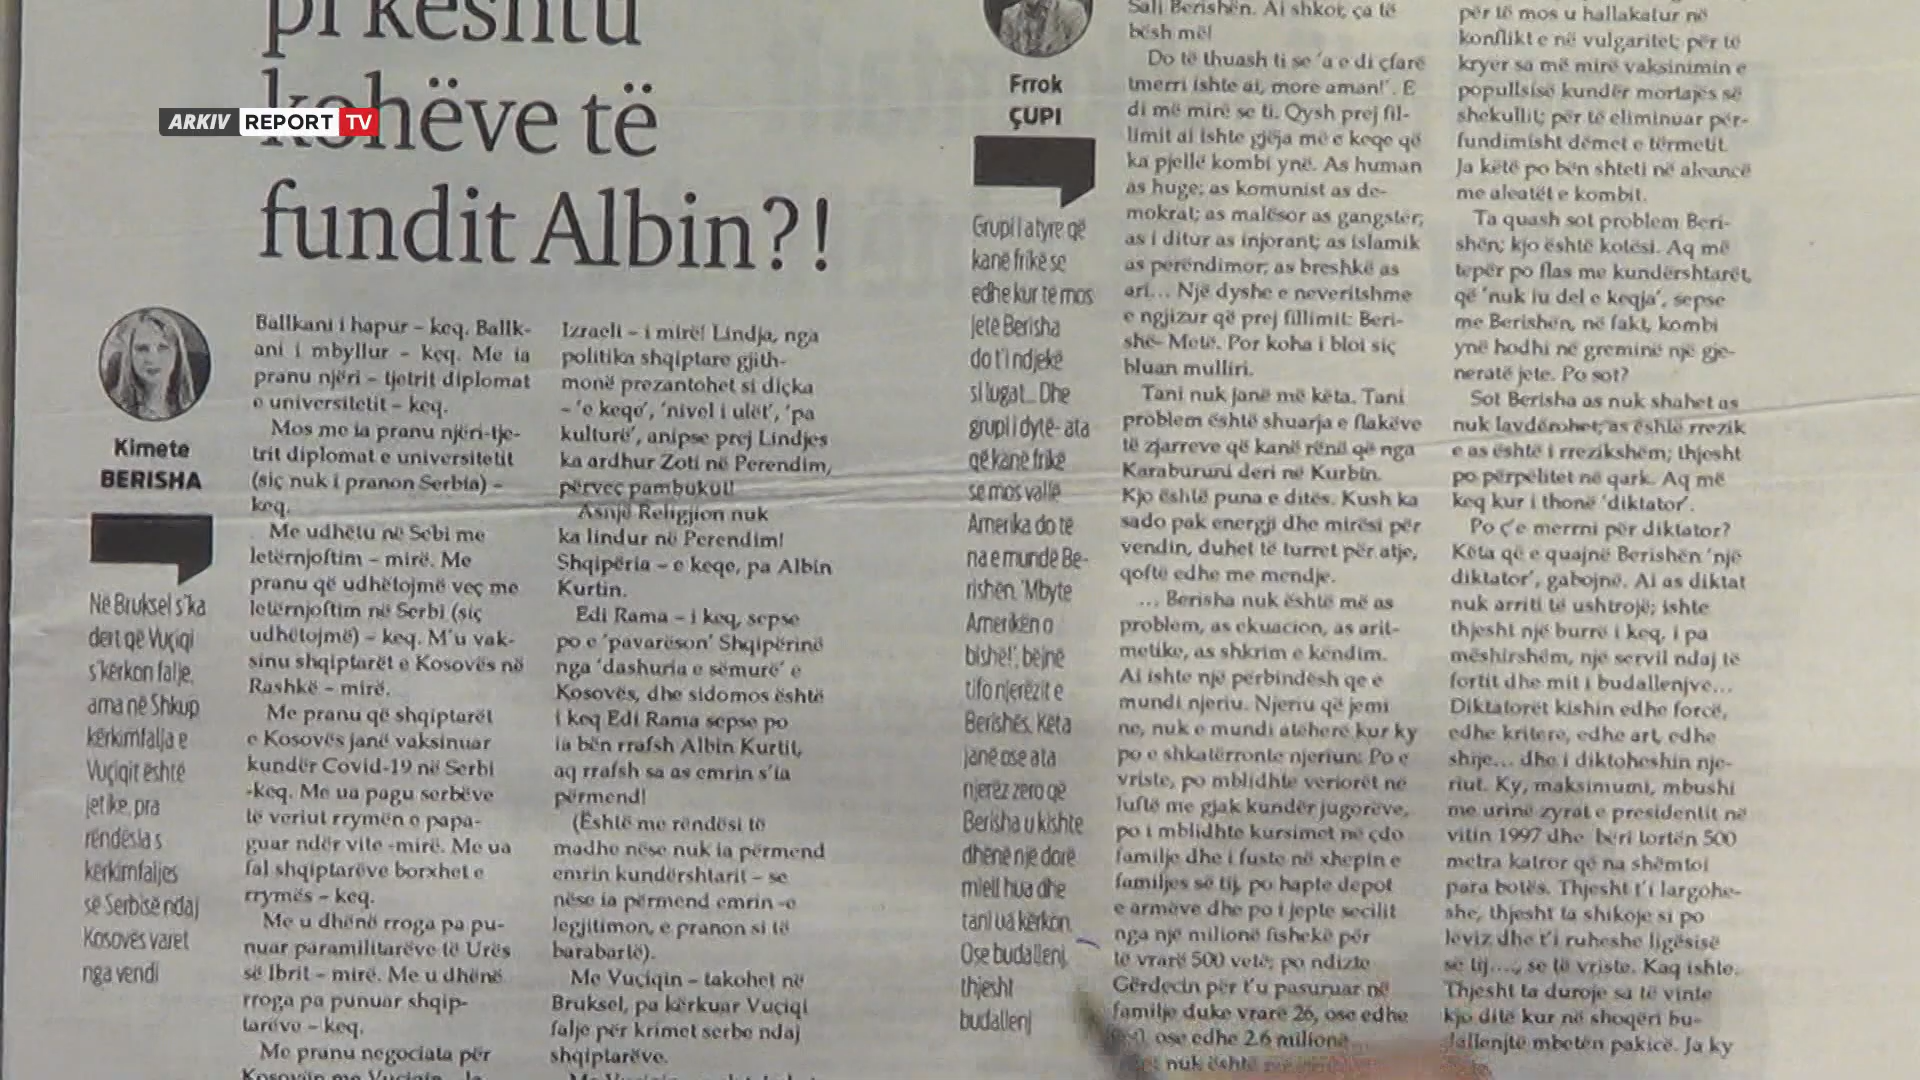 pi kështu
kohëve të
fundit Albin?!
ARKIV REPORT TV
Kimete
BERISHA
Në Bruksel s'ka
dert që Vuçiqi
s'kërkon falje,
ama në Shkup
kërkimfalja e
Vuçiqit është
jetike, pra
rëndësia s
kërkimfaljes
së Serbisë ndaj
Kosovës varet
nga vendi
Ballkani i hapur – keq. Ballk-
ani i mbyllur – keq. Me ia
pranu njëri – tjetrit diplomat
e universitetit – keq.
Mos me ia pranu njëri-tje-
trit diplomat e universitetit
(siç nuk i pranon Serbia) –
keq.
Me udhëtu në Sebi me
letërnjoftim – mirë. Me
pranu që udhëtojmë veç me
letërnjoftim në Serbi (siç
udhëtojmë) – keq. M'u vak-
sinu shqiptarët e Kosovës në
Rashkë – mirë.
Me pranu që shqiptarët
e Kosovës janë vaksinuar
kundër Covid-19 në Serbi
-keq. Me ua pagu serbëve
të veriut rrymën e papa-
guar ndër vite -mirë. Me ua
fal shqiptarëve borxhet e
rrymës – keq.
Me u dhënë rroga pa pu-
nuar paramilitarëve të Urës
së Ibrit – mirë. Me u dhënë
rroga pa punuar shqip-
tarëve – keq.
Me pranu negociata për
Kosovën me Vuçiqin –
Izraeli – i mirë! Lindja, nga
politika shqiptare gjith-
monë prezantohet si diçka
– 'e keqe', 'nivel i ulët', 'pa
kulturë', anipse prej Lindjes
ka ardhur Zoti në Perendim,
përveç pambukut!
Asnjë Religjion nuk
ka lindur në Perendim!
Shqipëria – e keqe, pa Albin
Kurtin.
Edi Rama – i keq, sepse
po e 'pavarëson' Shqipërinë
nga 'dashuria e sëmurë' e
Kosovës, dhe sidomos është
i keq Edi Rama sepse po
ia bën rrafsh Albin Kurtit,
aq rrafsh sa as emrin s'ia
përmend!
(Është me rëndësi të
madhe nëse nuk ia përmend
emrin kundërshtarit – se
nëse ia përmend emrin -e
legjitimon, e pranon si të
barabartë).
Me Vuçiqin – takohet në
Bruksel, pa kërkuar Vuçiqi
falje për krimet serbe ndaj
shqiptarëve.
Frrok
ÇUPI
Grupi i atyre që
kanë frikë se
edhe kur të mos
jetë Berisha
do t'i ndjekë
si lugat... Dhe
grupi i dytë- ata
që kanë frikë
se mos vallë
Amerika do të
na e mundë Be-
rishën. 'Mbyte
Amerikën o
bishë!', bëjnë
tifo njerëzit e
Berishës. Këta
janë ose ata
njerëz zero që
Berisha u kishte
dhënë një dorë
miell hua dhe
tani ua kërkon.
Ose budallenj,
thjesht
budallenj
Sali Berishën. Ai shkoi; ça të
bësh më!
Do të thuash ti se 'a e di çfarë
tmerri ishte ai, more aman!'. E
di më mirë se ti. Qysh prej fil-
limit ai ishte gjëja më e keqe që
ka pjellë kombi ynë. As human
as huge; as komunist as de-
mokrat; as malësor as gangster;
as i ditur as injorant; as islamik
as perëndimor; as breshkë as
ari... Një dyshe e neveritshme
e ngjizur që prej fillimit: Beri-
shë- Metë. Por koha i bloi siç
bluan mulliri.
Tani nuk janë më këta. Tani
problem është shuarja e flakëve
të zjarreve që kanë rënë që nga
Karaburuni deri në Kurbin.
Kjo është puna e ditës. Kush ka
sado pak energji dhe mirësi për
vendin, duhet të turret për atje,
qoftë edhe me mendje.
... Berisha nuk është më as
problem, as ekuacion, as arit-
metike, as shkrim e këndim.
Ai ishte një përbindësh qe e
mundi njeriu. Njeriu që jemi
ne, nuk e mundi atëherë kur ky
po e shkatërronte njeriun: Po e
vriste, po mblidhte veriorët në
luftë me gjak kundër jugorëve,
po i mblidhte kursimet në çdo
familje dhe i fuste në xhepin e
familjes së tij, po hapte depot
e armëve dhe po i jepte secilit
nga një milionë fishekë për
të vrarë 500 vetë; po ndizte
Gërdecin për t'u pasuruar në
familje duke vrarë 26, ose edhe
ose edhe 2.6 milionë
nuk është
për të mos u hallakatur në
konflikt e në vulgaritet; për të
kryer sa më mirë vaksinimin e
popullsisë kundër mortajës së
shekullit; për të eliminuar për-
fundimisht dëmet e tërmetit.
Ja këtë po bën shteti në aleancë
me aleatët e kombit.
Ta quash sot problem Beri-
shën; kjo është kotësi. Aq më
tepër po flas me kundërshtarët,
që 'nuk iu del e keqja', sepse
me Berishën, në fakt, kombi
ynë hodhi në greminë një gje-
neratë jete. Po sot?
Sot Berisha as nuk shahet as
nuk lavdërohet; as është rrezik
e as është i rrezikshëm; thjesht
po përpëlitet në qark. Aq më
keq kur i thonë 'diktator'.
Po ç'e merrni për diktator?
Këta që e quajnë Berishën 'një
diktator', gabojnë. Ai as diktat
nuk arriti të ushtrojë; ishte
thjesht një burrë i keq, i pa
mëshirshëm, një servil ndaj të
fortit dhe mit i budallenjve...
Diktatorët kishin edhe forcë,
edhe kritere, edhe art, edhe
shije... dhe i diktoheshin nje-
riut. Ky, maksimumi, mbushi
me urinë zyrat e presidentit në
vitin 1997 dhe bëri tortën 500
metra katror që na shëmtoi
para botës. Thjesht t'i largohe-
she, thjesht ta shikoje si po
leviz dhe t'i ruheshe ligësisë
së tij...., se të vriste. Kaq ishte.
Thjesht ta duroje sa të vinte
kjo ditë kur në shoqëri bu-
dallenjtë mbetën pakicë. Ja ky